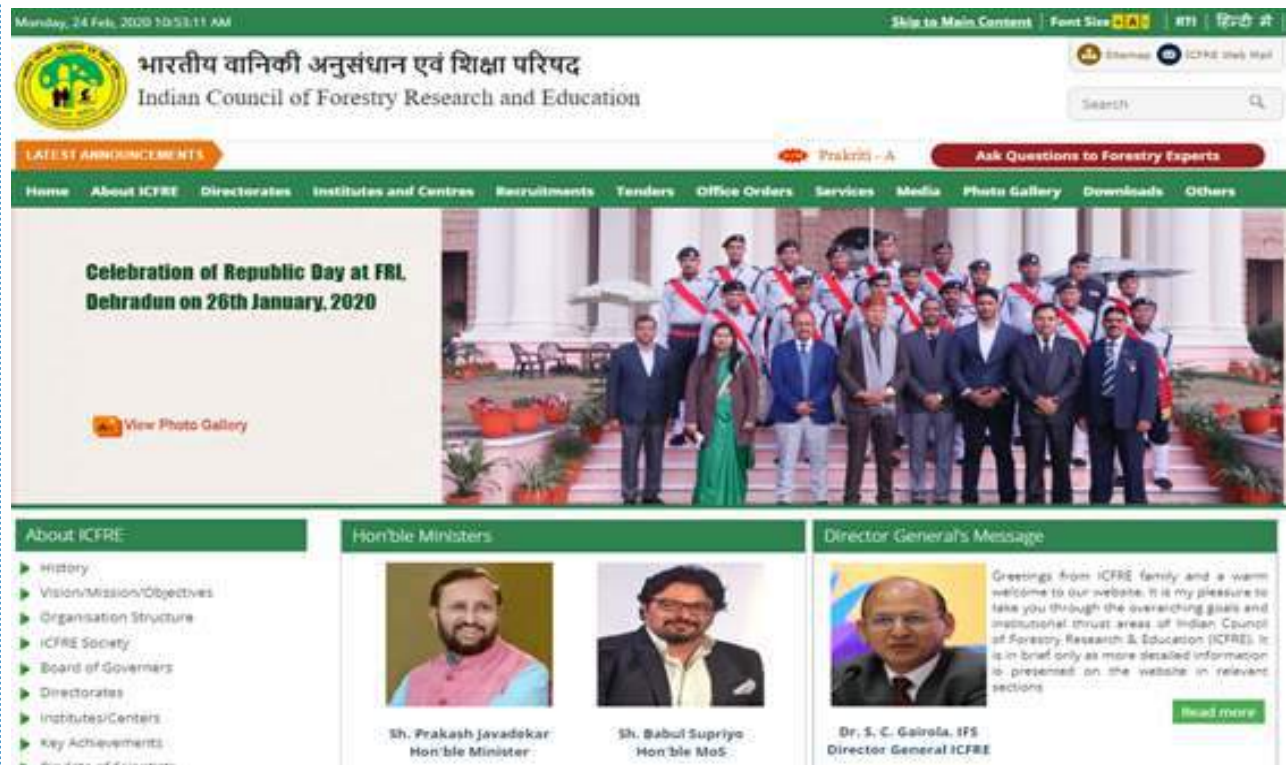 Monday, 24 Feb, 2020 10:53:11 AM
Skip to Main Content | Font Size - A + | RTI | हिन्दी में
भारतीय वानिकी अनुसंधान एवं शिक्षा परिषद
Indian Council of Forestry Research and Education
Sitemap ICFRE Web Mail
Search
LATEST ANNOUNCEMENTS
Prakriti - A
Ask Questions to Forestry Experts
Home About ICFRE Directorates Institutes and Centres Recruitments Tenders Office Orders Services Media Photo Gallery Downloads Others
Celebration of Republic Day at FRI,
Dehradun on 26th January, 2020
View Photo Gallery
About ICFRE
History
Vision/Mission/Objectives
Organisation Structure
ICFRE Society
Board of Governers
Directorates
Institutes/Centers
Key Achievements
Hon'ble Ministers
Sh. Prakash Javadekar
Hon'ble Minister
Sh. Babul Supriyo
Hon'ble MoS
Director General's Message
Greetings from ICFRE family and a warm
welcome to our website. It is my pleasure to
take you through the overarching goals and
institutional thrust areas of Indian Council
of Forestry Research & Education (ICFRE). It
is in brief only as more detailed information
is presented on the website in relevant
sections
Read more
Dr. S. C. Gairola, IFS
Director General ICFRE